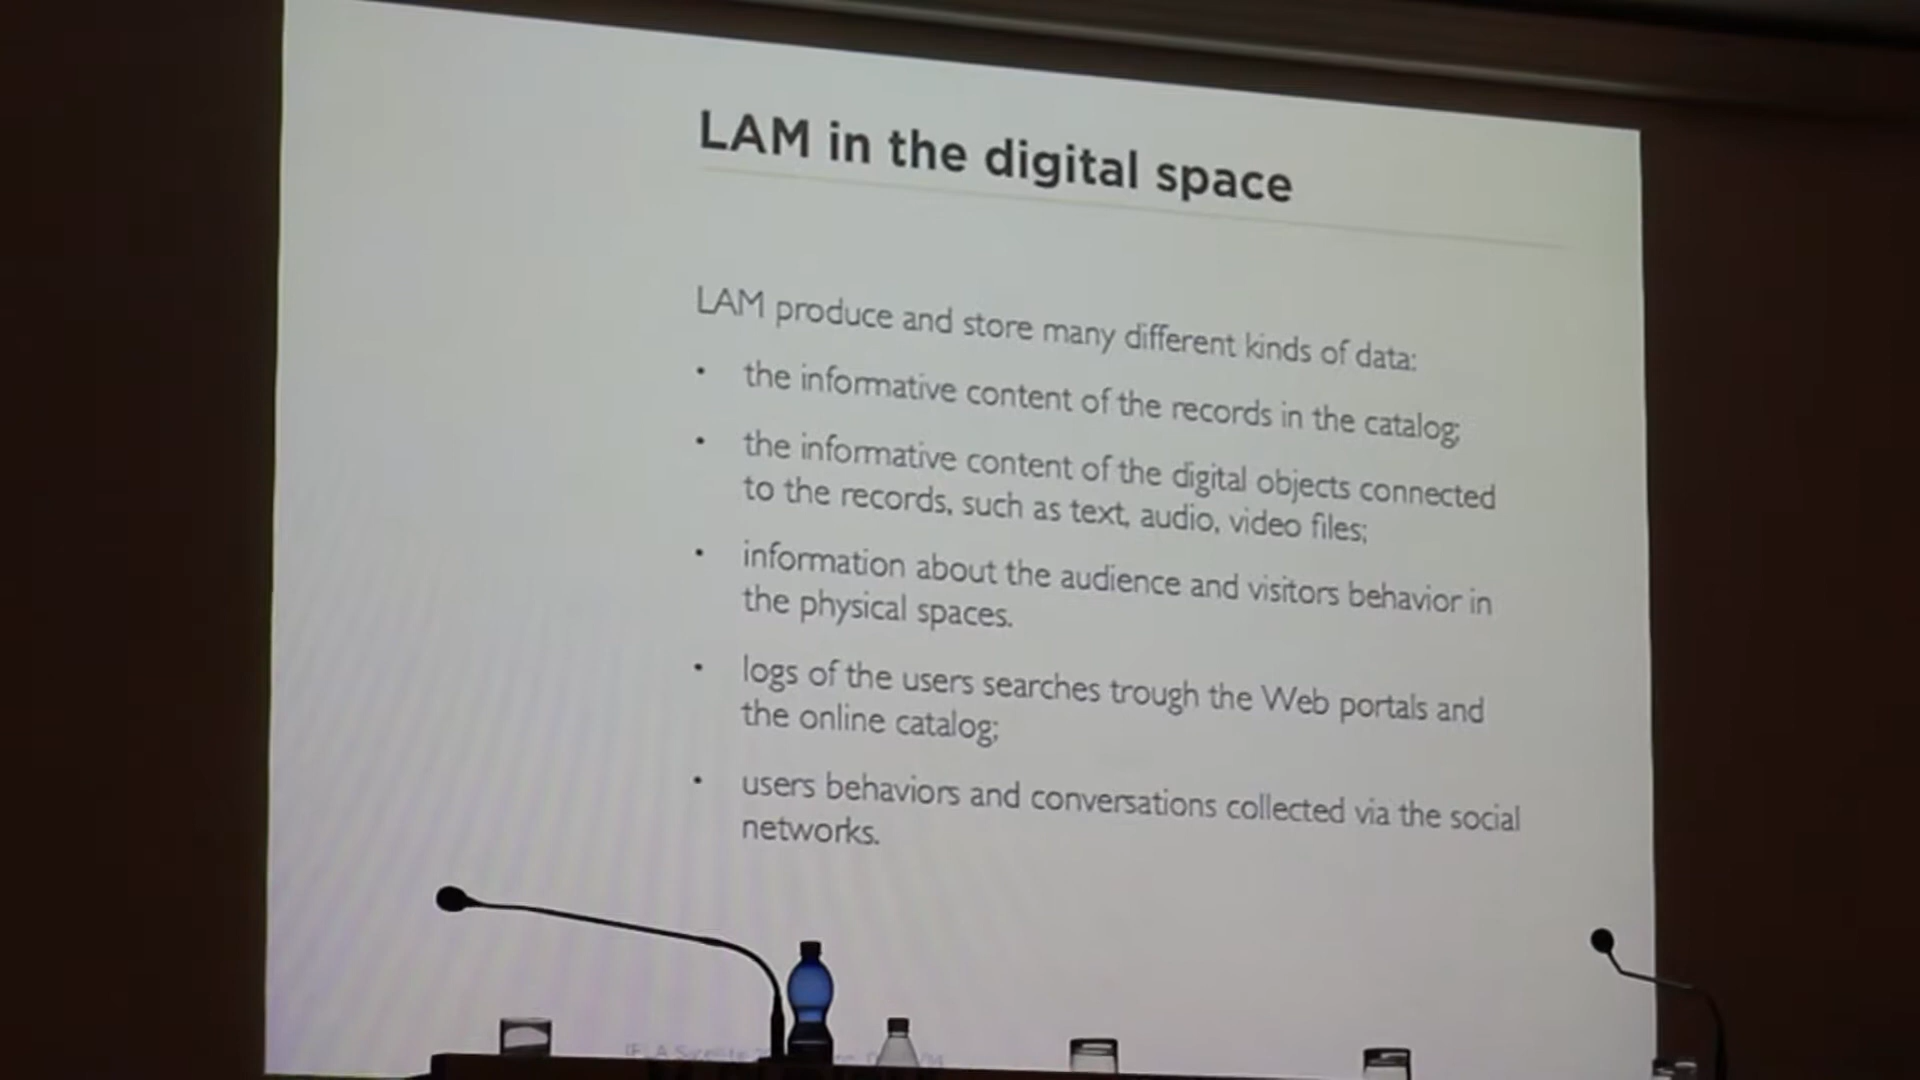 LAM in the digital space
LAM produce and store many different kinds of data:
• the informative content of the records in the catalog;
• the informative content of the digital objects connected
to the records, such as text, audio, video files;
• information about the audience and visitors behavior in
the physical spaces.
• logs of the users searches trough the Web portals and
the online catalog;
• users behaviors and conversations collected via the social
networks.